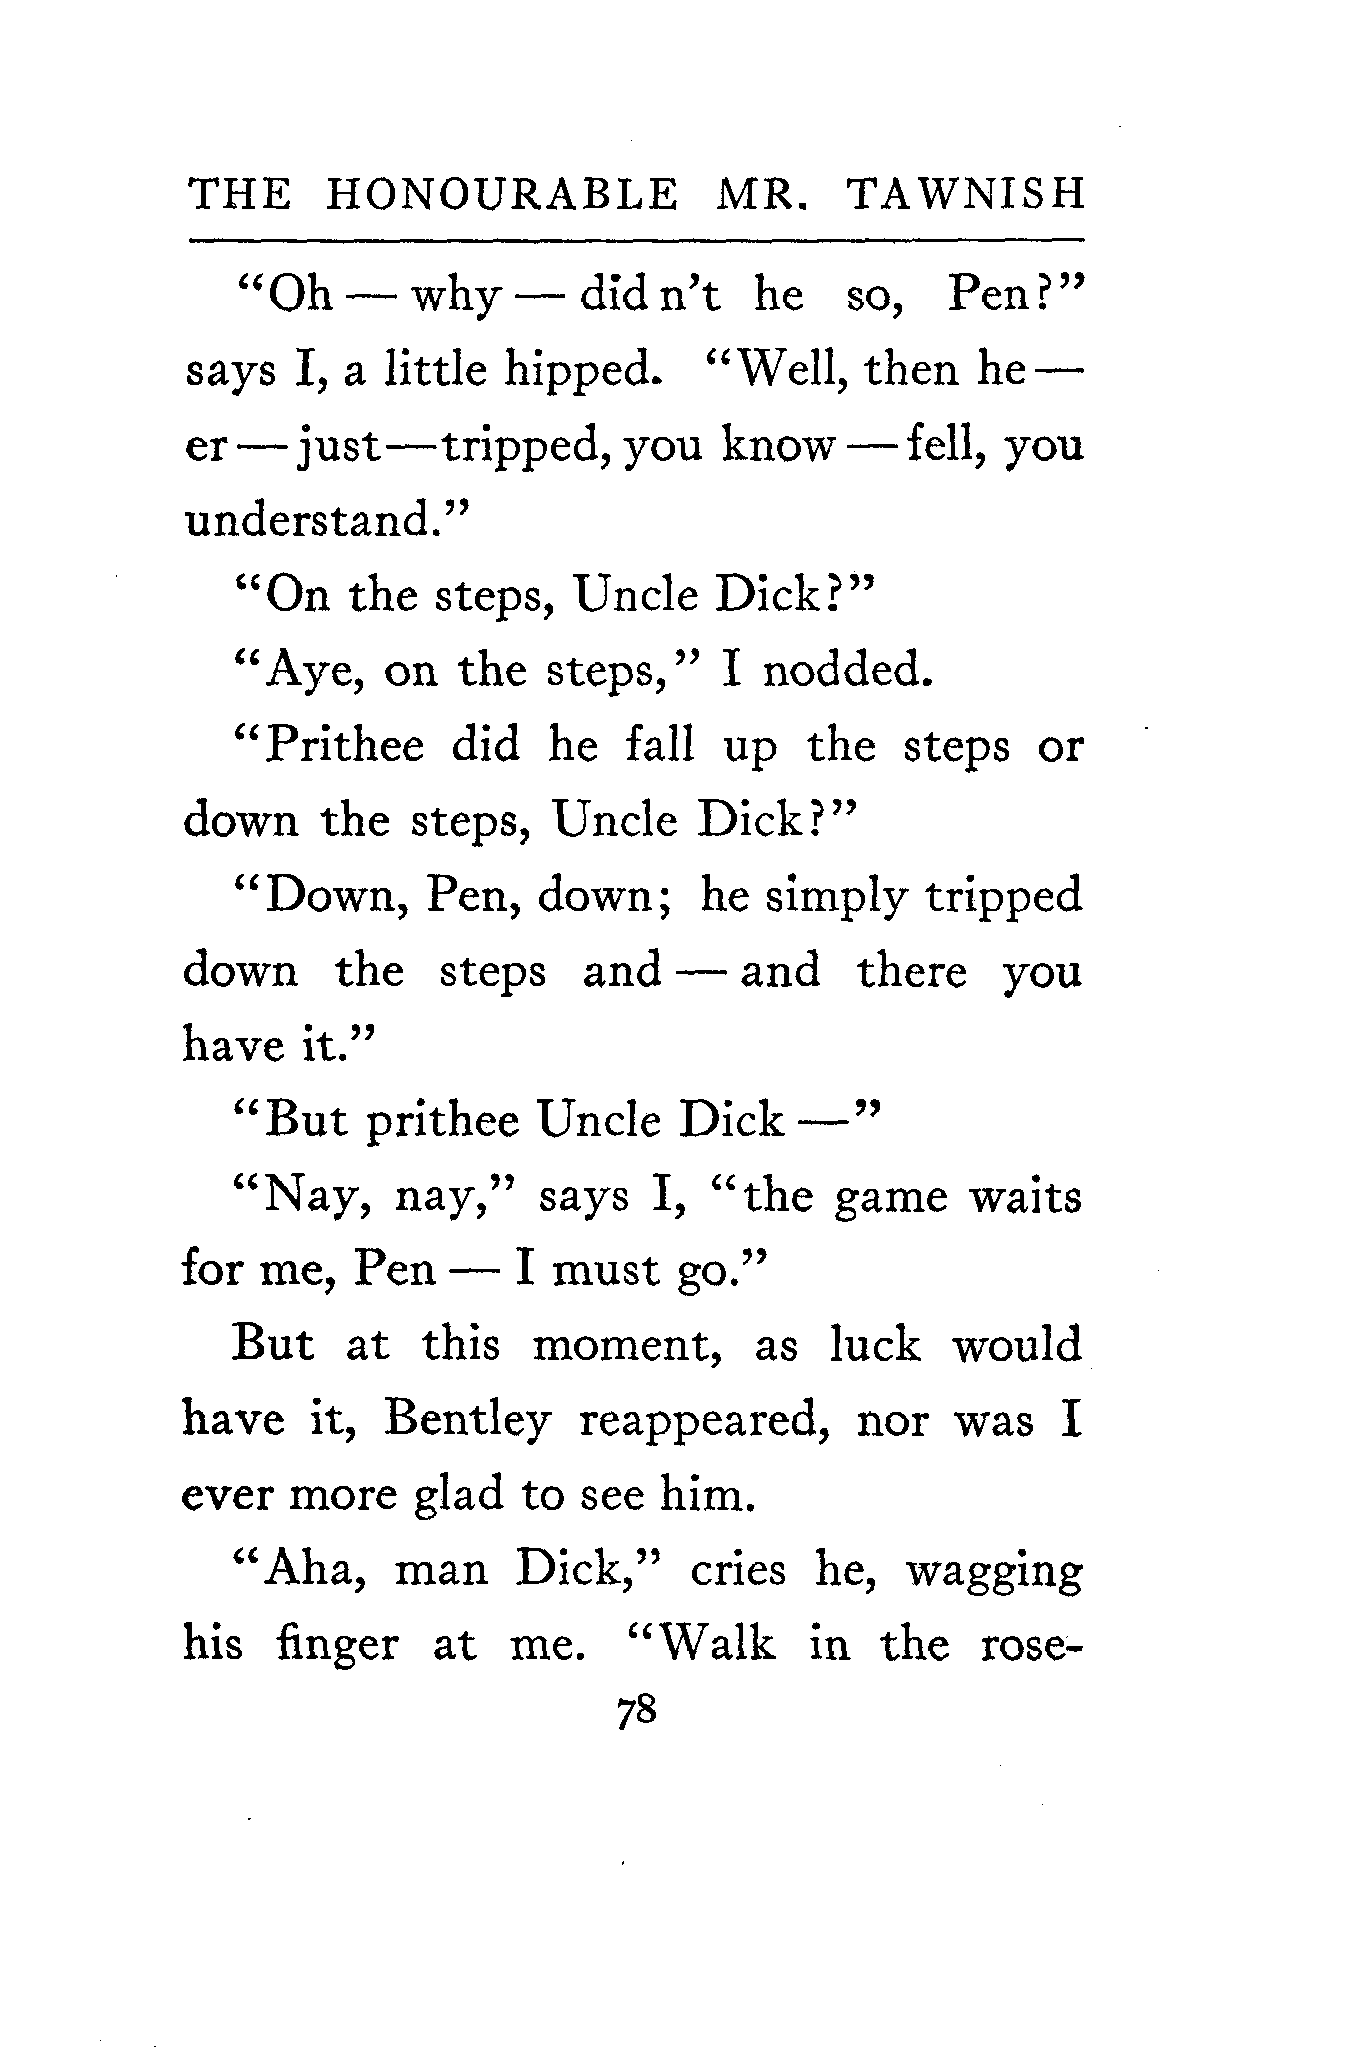 THE HONOURABLE MR. TAWNISH
"Oh — why — didn't he so, Pen?"
says I, a little hipped. "Well, then he —
er — just — tripped, you know — fell, you
understand."
"On the steps, Uncle Dick?"
"Aye, on the steps," I nodded.
"Prithee did he fall up the steps or
down the steps, Uncle Dick?"
"Down, Pen, down; he simply tripped
down the steps and — and there you
have it."
"But prithee Uncle Dick —"
"Nay, nay," says I, "the game waits
for me, Pen — I must go."
But at this moment, as luck would
have it, Bentley reappeared, nor was I
ever more glad to see him.
"Aha, man Dick," cries he, wagging
his finger at me. "Walk in the rose-
78